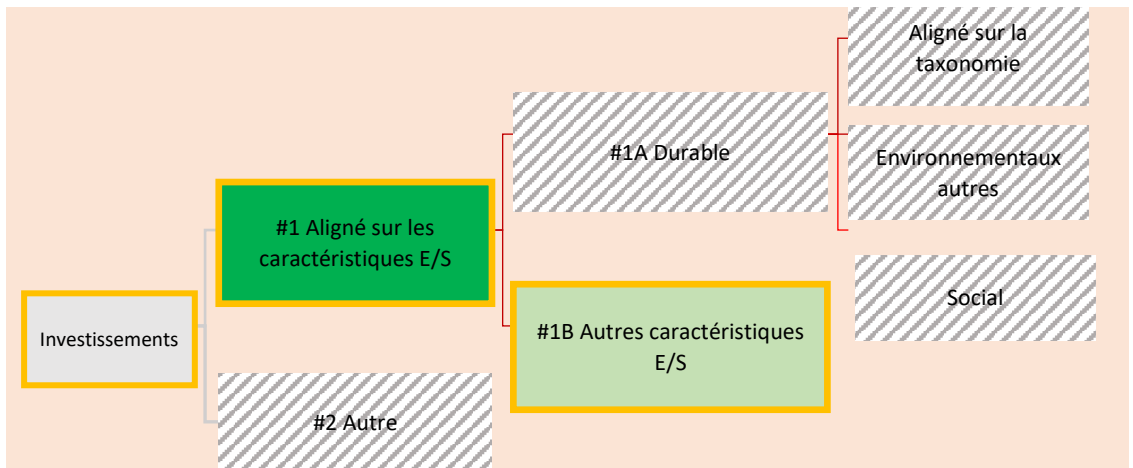 Aligné sur la
taxonomie
#1A Durable
Environnementaux
autres
#1 Aligné sur les
caractéristiques E/S
Social
Investissements
#1B Autres caractéristiques
E/S
#2 Autre